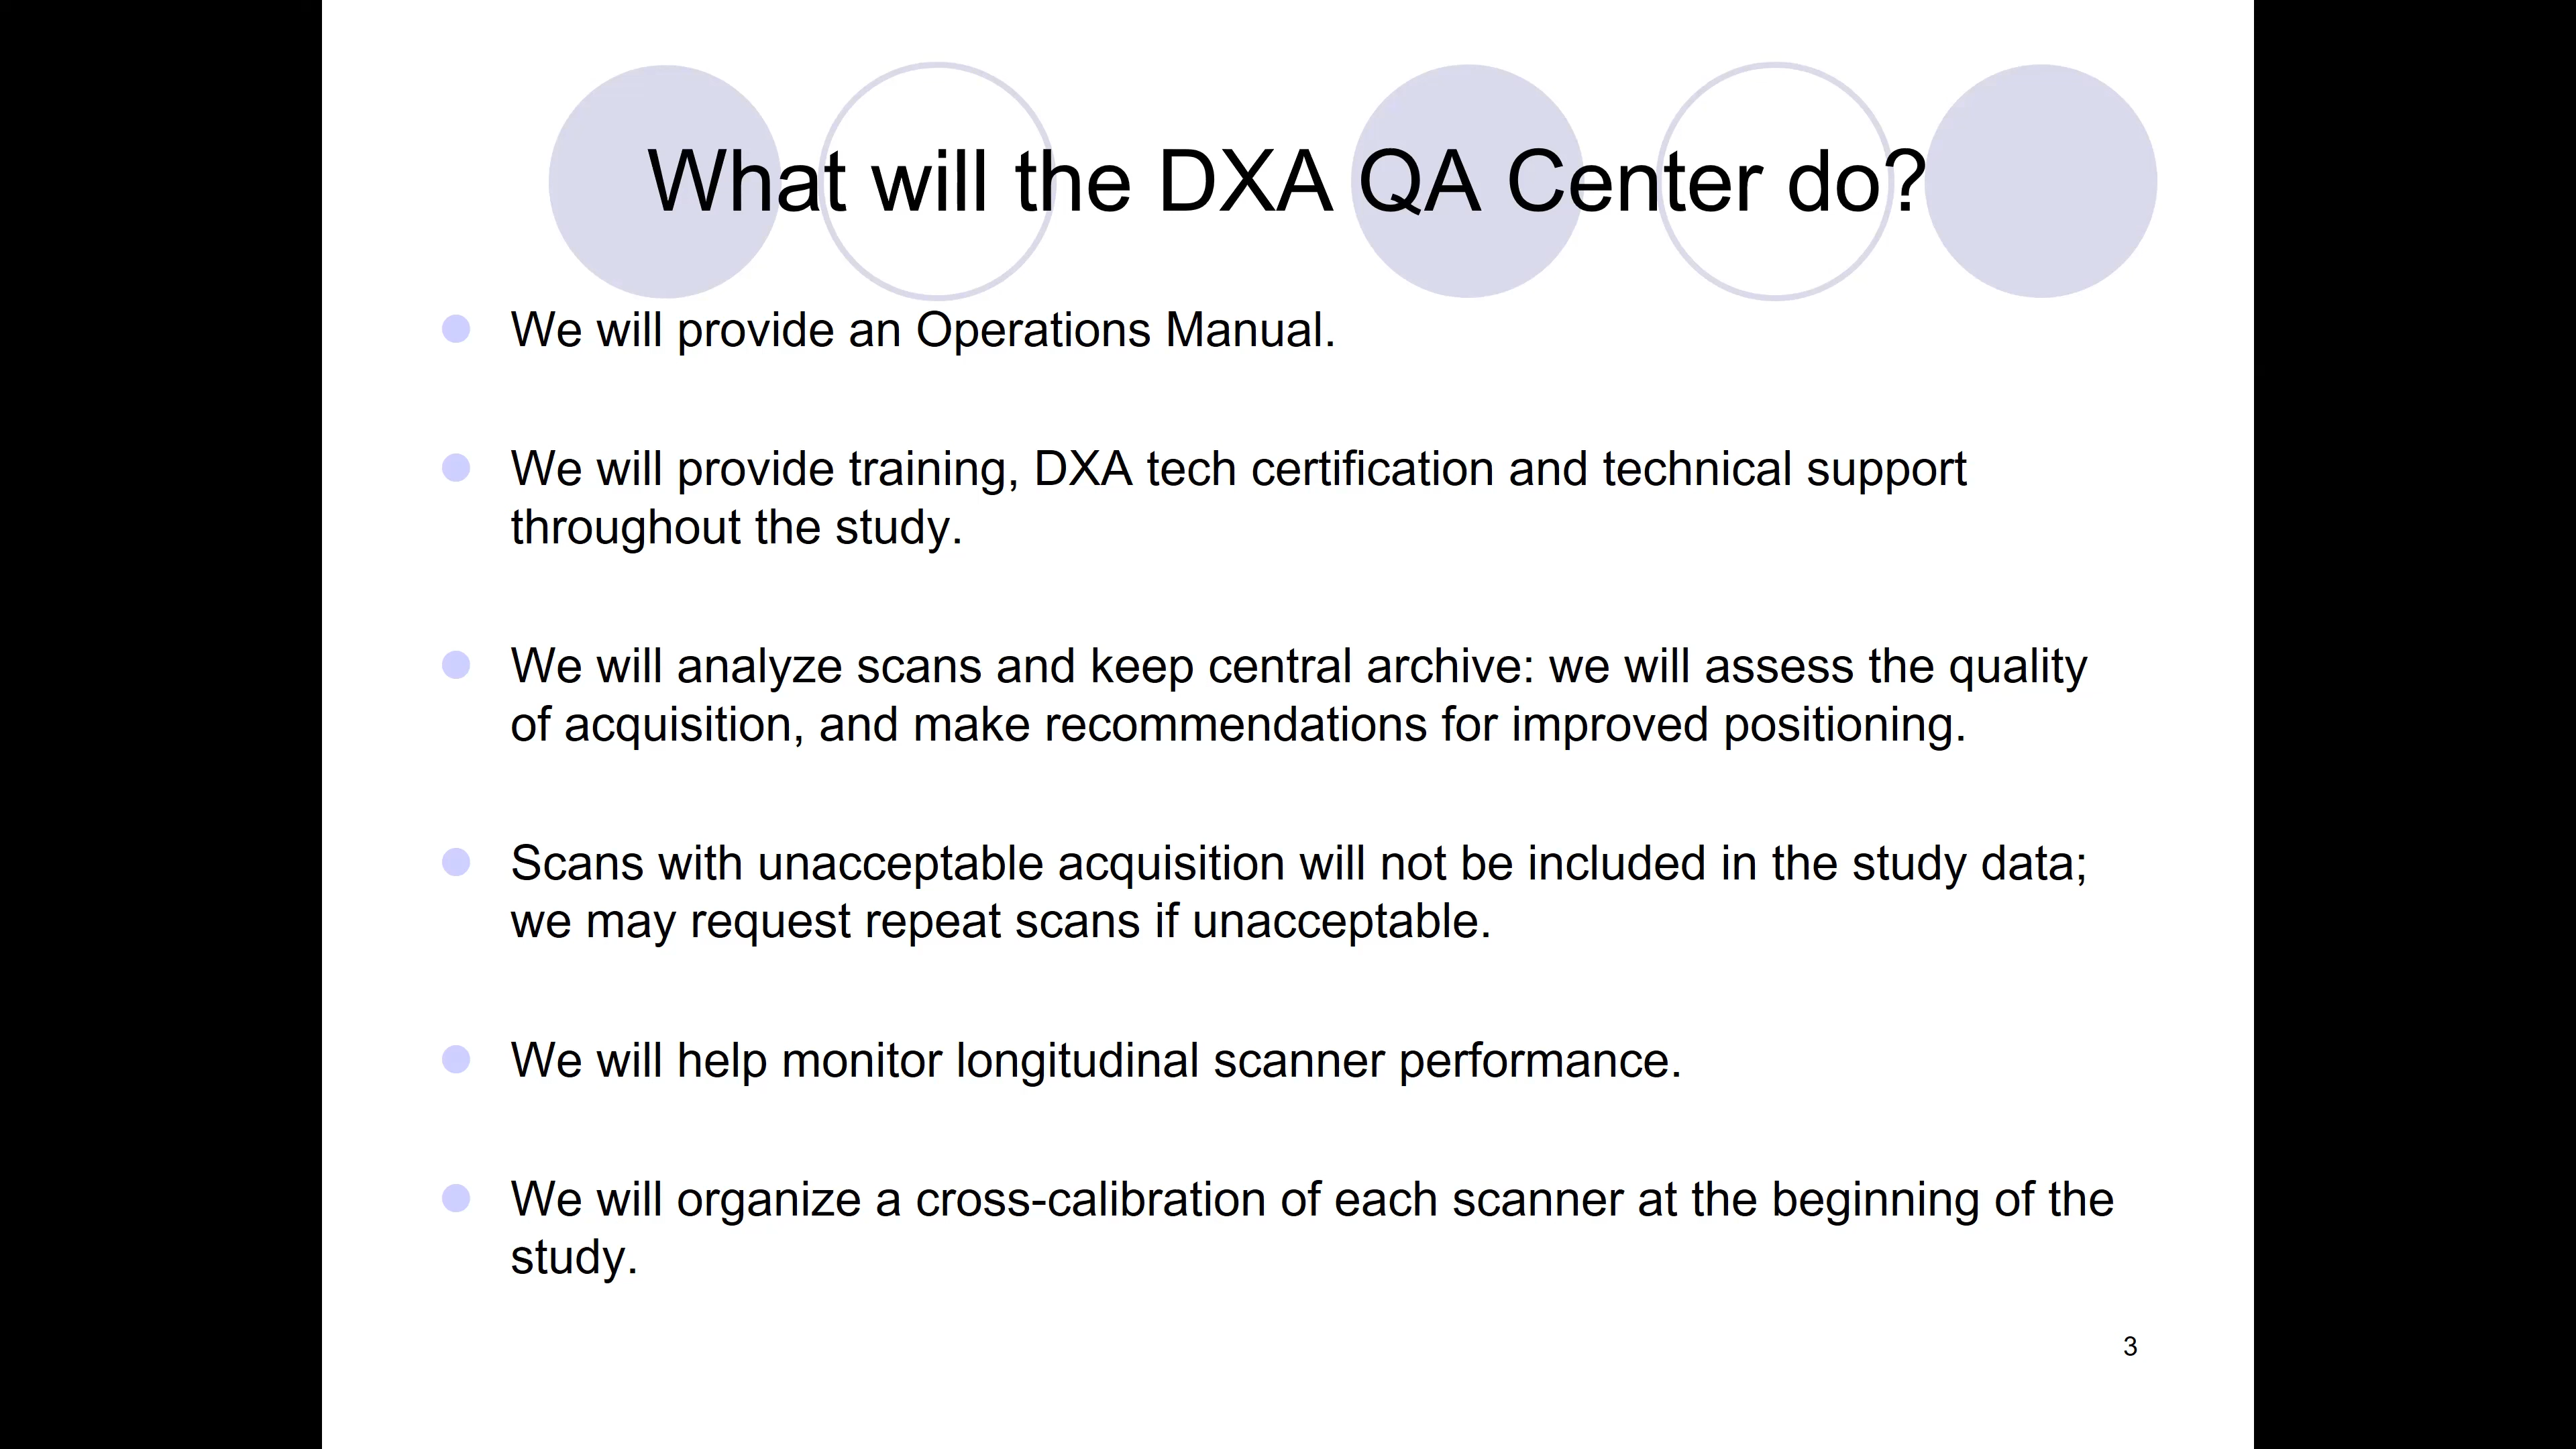 What will the DXA QA Center do?
We will provide an Operations Manual.
We will provide training, DXA tech certification and technical support
throughout the study.
We will analyze scans and keep central archive: we will assess the quality
of acquisition, and make recommendations for improved positioning.
Scans with unacceptable acquisition will not be included in the study data;
we may request repeat scans if unacceptable.
We will help monitor longitudinal scanner performance.
We will organize a cross-calibration of each scanner at the beginning of the
study.
3